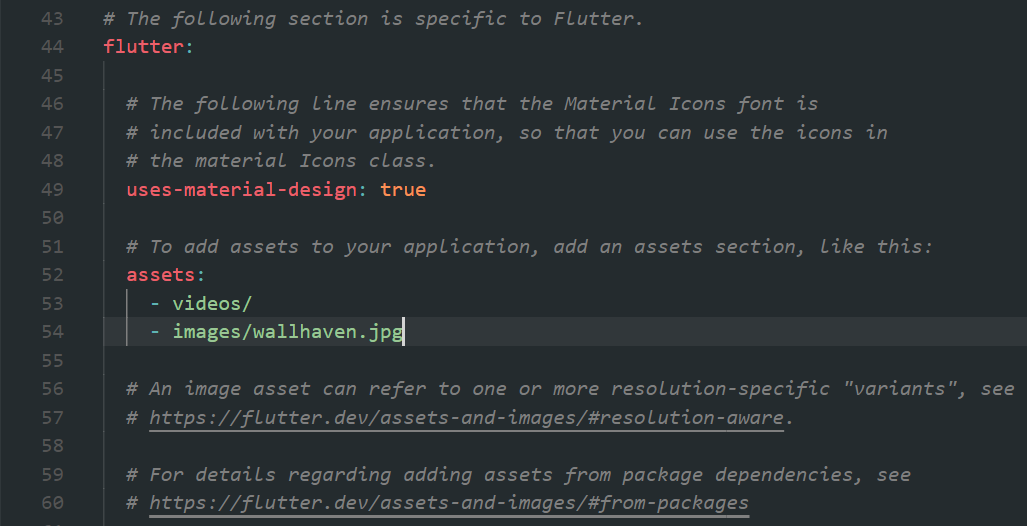 43 # The following section is specific to Flutter.
44 flutter:
45
46 # The following line ensures that the Material Icons font is
47 # included with your application, so that you can use the icons in
48 # the material Icons class.
49 uses-material-design: true
50
51 # To add assets to your application, add an assets section, like this:
52 assets:
53 - videos/
54 - images/wallhaven.jpg
55
56 # An image asset can refer to one or more resolution-specific "variants", see
57 # https://flutter.dev/assets-and-images/#resolution-aware.
58
59 # For details regarding adding assets from package dependencies, see
60 # https://flutter.dev/assets-and-images/#from-packages